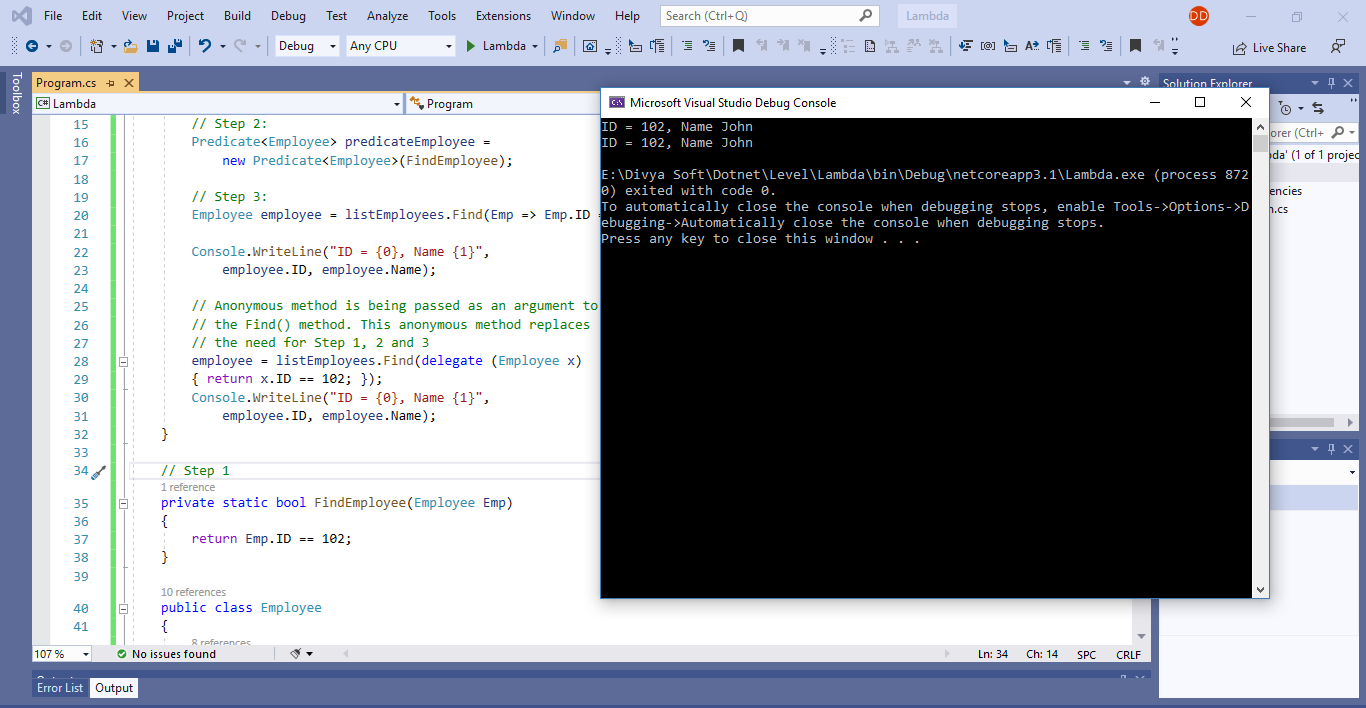 File Edit View Project Build Debug Test Analyze Tools Extensions Window Help Search (Ctrl+Q) Lambda DD
Debug Any CPU Lambda Live Share
Toolbox
Program.cs
Solution Explorer
C# Lambda Program
15 // Step 2:
16 Predicate<Employee> predicateEmployee =
17 new Predicate<Employee>(FindEmployee);
18
19 // Step 3:
20 Employee employee = listEmployees.Find(Emp => Emp.ID =
21
22 Console.WriteLine("ID = {0}, Name {1}",
23 employee.ID, employee.Name);
24
25 // Anonymous method is being passed as an argument to
26 // the Find() method. This anonymous method replaces
27 // the need for Step 1, 2 and 3
28 employee = listEmployees.Find(delegate (Employee x)
29 { return x.ID == 102; });
30 Console.WriteLine("ID = {0}, Name {1}",
31 employee.ID, employee.Name);
32 }
33
34 // Step 1
1 reference
35 private static bool FindEmployee(Employee Emp)
36 {
37 return Emp.ID == 102;
38 }
39
10 references
40 public class Employee
41 {
8 references
C:\ Microsoft Visual Studio Debug Console
ID = 102, Name John
ID = 102, Name John
E:\Divya Soft\Dotnet\Level\Lambda\bin\Debug\netcoreapp3.1\Lambda.exe (process 872
0) exited with code 0.
To automatically close the console when debugging stops, enable Tools->Options->D
ebugging->Automatically close the console when debugging stops.
Press any key to close this window . . .
orer (Ctrl+
bda' (1 of 1 projec
encies
n.cs
107 % No issues found Ln: 34 Ch: 14 SPC CRLF
Output
Error List Output